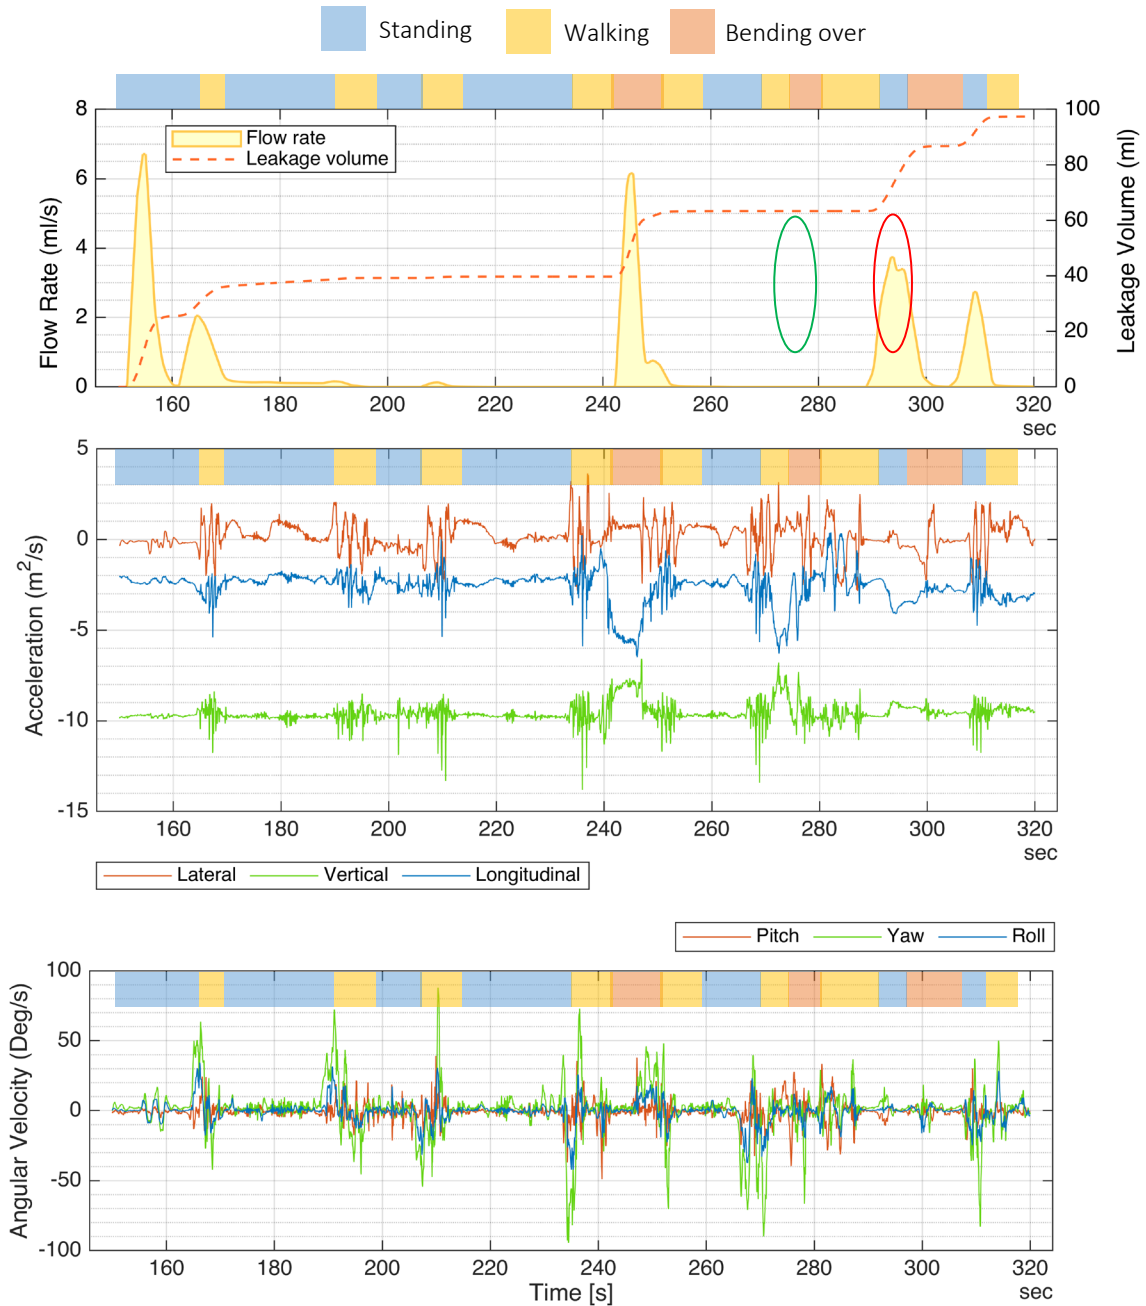 Standing Walking Bending over
8 100
Flow rate
Leakage volume
6 80
60
4
40
2
20
0 0
160 180 200 220 240 260 280 300 320
sec
Flow Rate (ml/s)
Leakage Volume (ml)
5
0
-5
-10
-15
160 180 200 220 240 260 280 300 320
sec
Acceleration (m²/s)
Lateral Vertical Longitudinal
Pitch Yaw Roll
100
50
0
-50
-100
160 180 200 220 240 260 280 300 320
Time [s] sec
Angular Velocity (Deg/s)